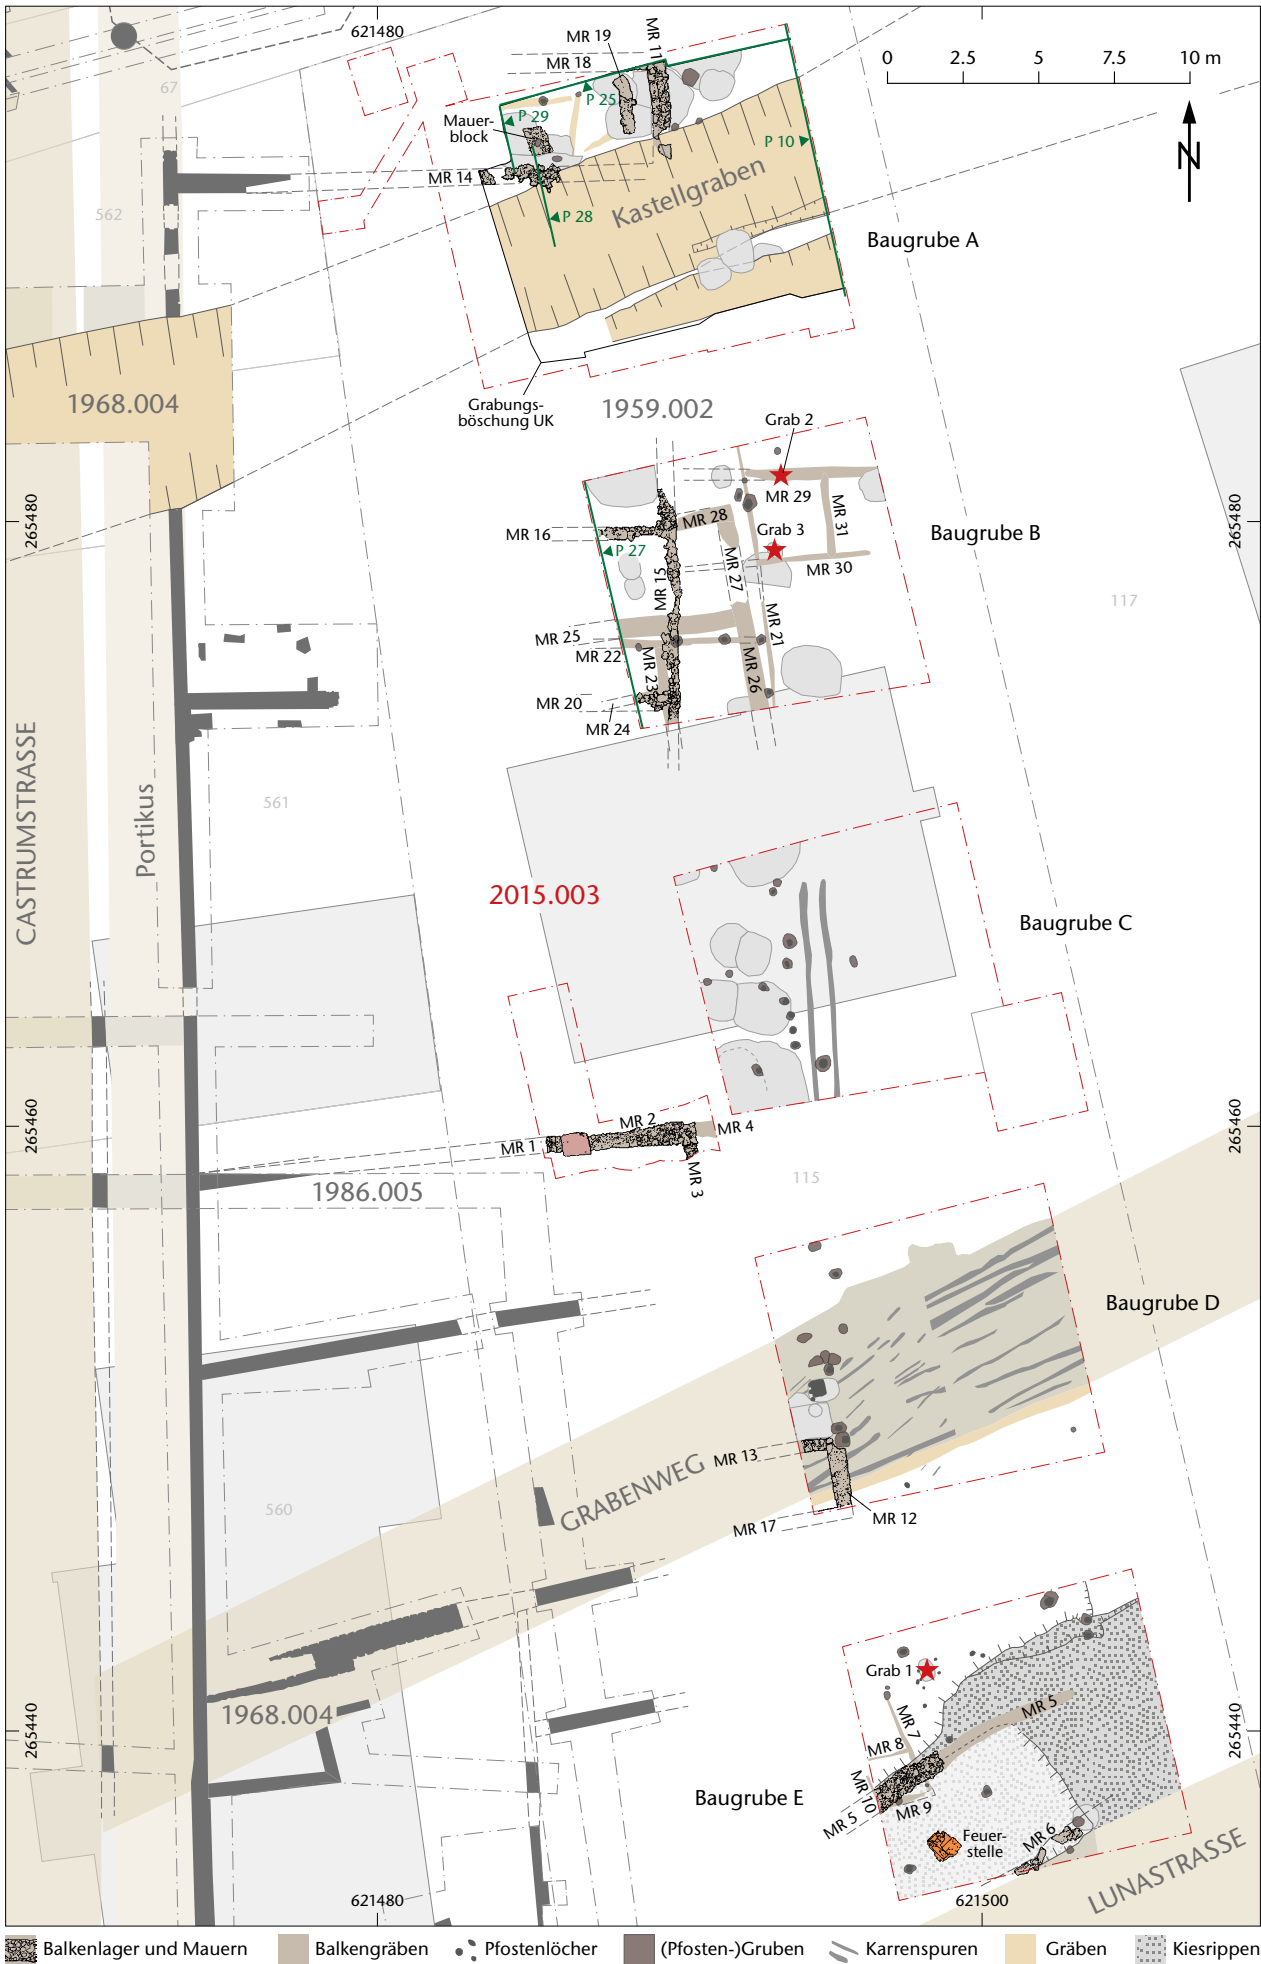 621480
MR 19
MR 11
MR 18
0 2.5 5 7.5 10 m
67
P 25
P 29
Mauer-
block
P 10
N
MR 14
Kastellgraben
562
P 28
Baugrube A
1968.004
Grabungs-
böschung UK
1959.002
Grab 2
265480
MR 29
MR 28
MR 31
265480
MR 16
Grab 3
Baugrube B
P 27
MR 27
MR 30
MR 15
117
MR 25
MR 21
MR 22
MR 23
MR 26
MR 20
MR 24
CASTRUMSTRASSE
Portikus
561
2015.003
Baugrube C
265460
MR 2
MR 4
265460
MR 1
MR 3
115
1986.005
Baugrube D
GRABENWEG
MR 13
560
MR 17
MR 12
Grab 1
1968.004
MR 5
MR 7
265440
MR 8
265440
MR 10
Baugrube E
MR 9
MR 5
Feuer-
stelle
MR 6
LUNASTRASSE
621480
621500
Balkenlager und Mauern Balkengräben Pfostenlöcher (Pfosten-)Gruben Karrenspuren Gräben Kiesrippen